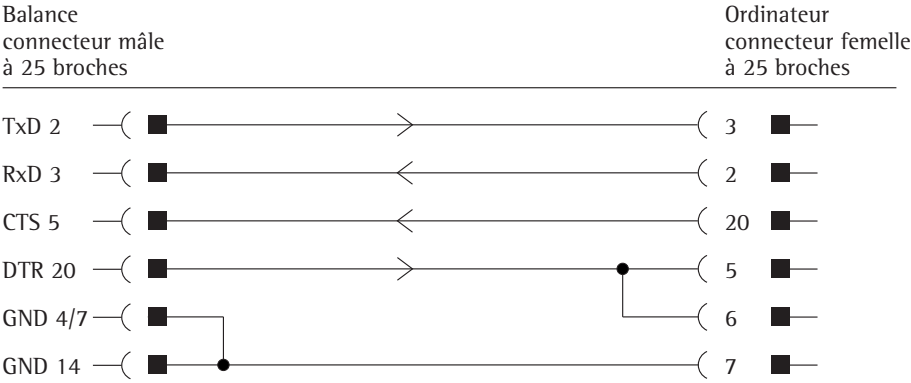 Balance
connecteur mâle
à 25 broches
Ordinateur
connecteur femelle
à 25 broches
TxD 2 3
RxD 3 2
CTS 5 20
DTR 20 5
GND 4/7 6
GND 14 7